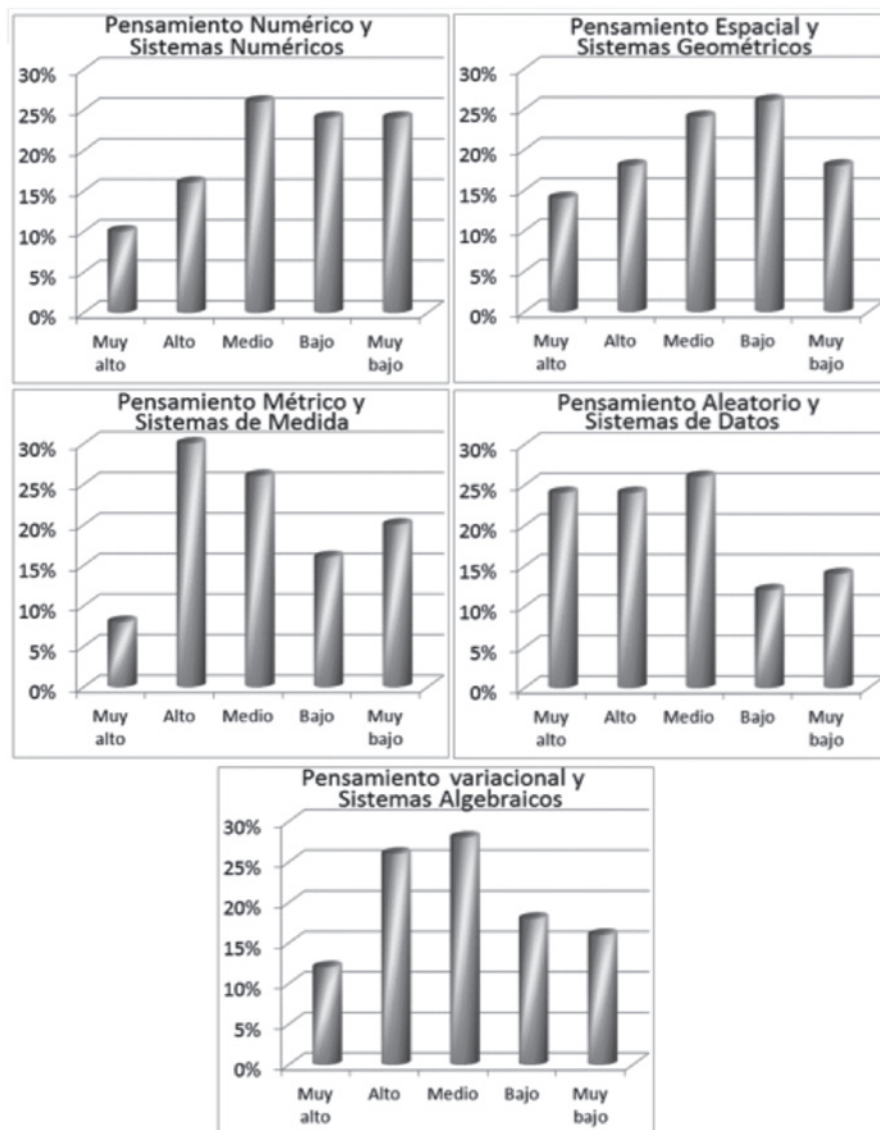 Pensamiento Numérico y
Sistemas Numéricos
30%
25%
20%
15%
10%
5%
0%
Muy alto
Alto
Medio
Bajo
Muy bajo
Pensamiento Espacial y
Sistemas Geométricos
30%
25%
20%
15%
10%
5%
0%
Muy alto
Alto
Medio
Bajo
Muy bajo
Pensamiento Métrico y
Sistemas de Medida
30%
25%
20%
15%
10%
5%
0%
Muy alto
Alto
Medio
Bajo
Muy bajo
Pensamiento Aleatorio y
Sistemas de Datos
30%
25%
20%
15%
10%
5%
0%
Muy alto
Alto
Medio
Bajo
Muy bajo
Pensamiento variacional y
Sistemas Algebraicos
30%
25%
20%
15%
10%
5%
0%
Muy alto
Alto
Medio
Bajo
Muy bajo